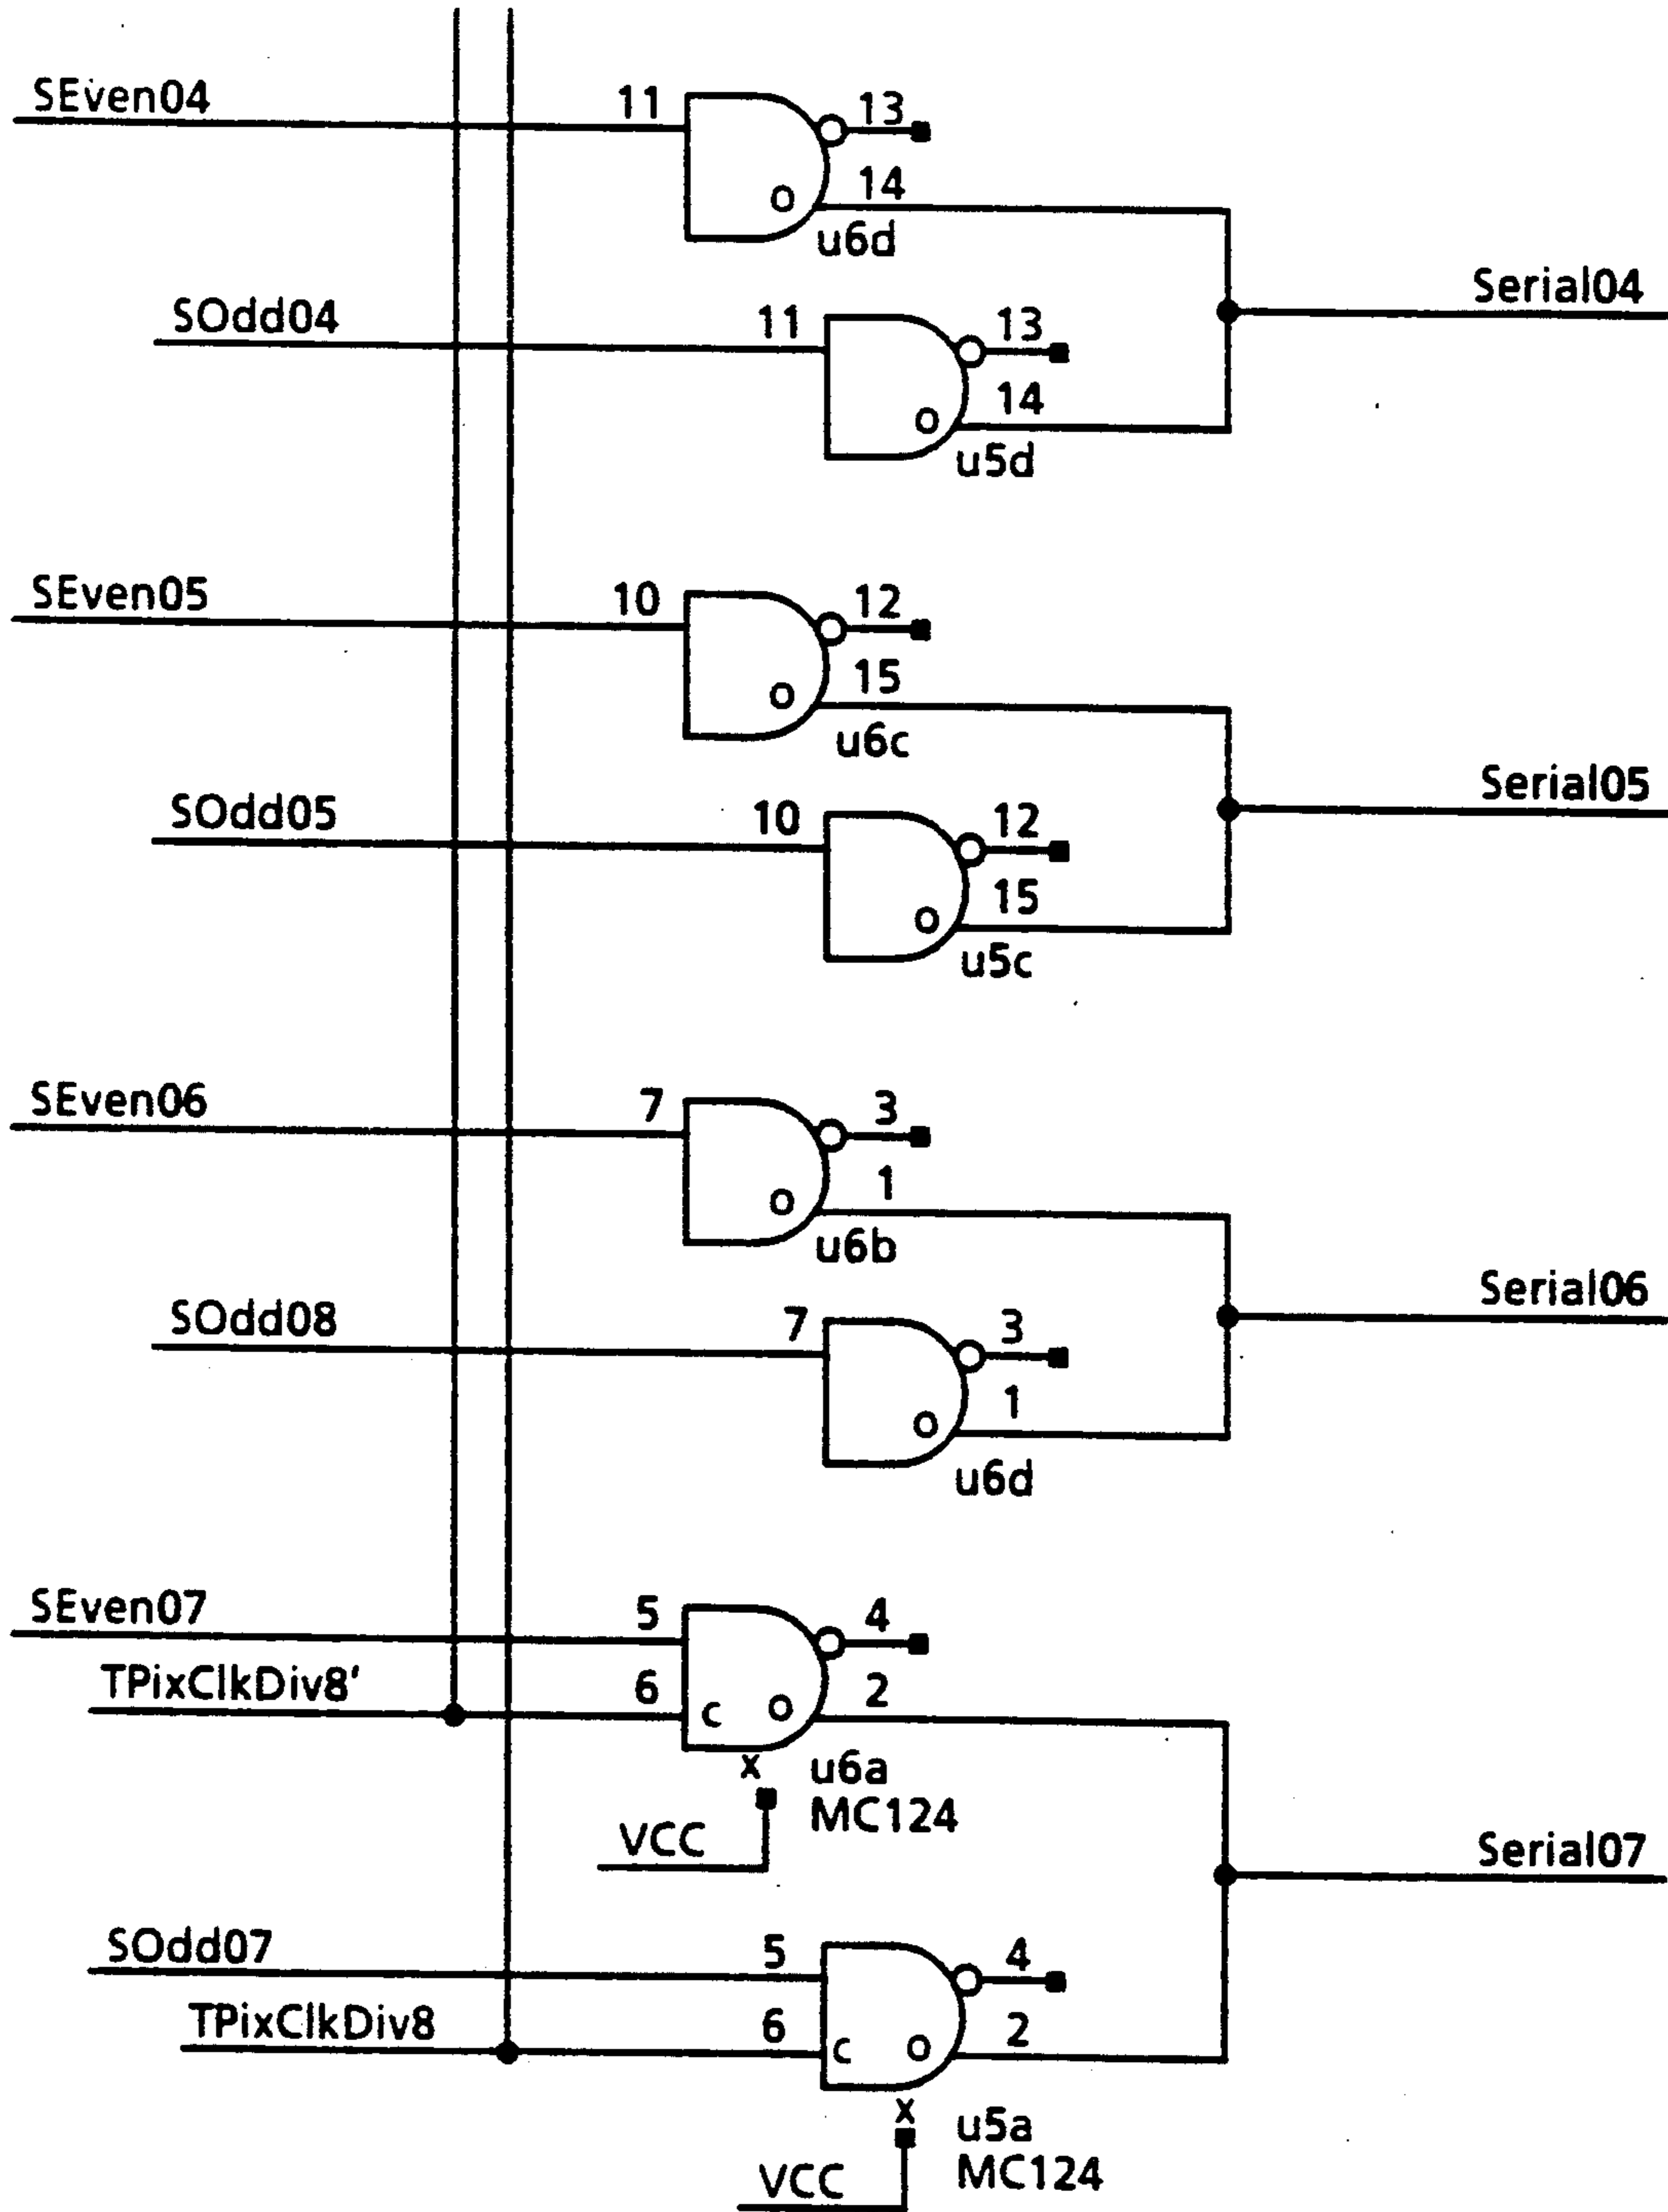 SEven04
11
13
O
14
u6d
SOdd04
11
13
O
14
u5d
Serial04
SEven05
10
12
O
15
u6c
SOdd05
10
12
O
15
u5c
Serial05
SEven06
7
3
O
1
u6b
SOdd08
7
3
O
1
u6d
Serial06
SEven07
5
4
TPixClkDiv8'
6
c
O
2
x
u6a
MC124
VCC
Serial07
SOdd07
5
4
TPixClkDiv8
6
c
O
2
x
u5a
MC124
VCC